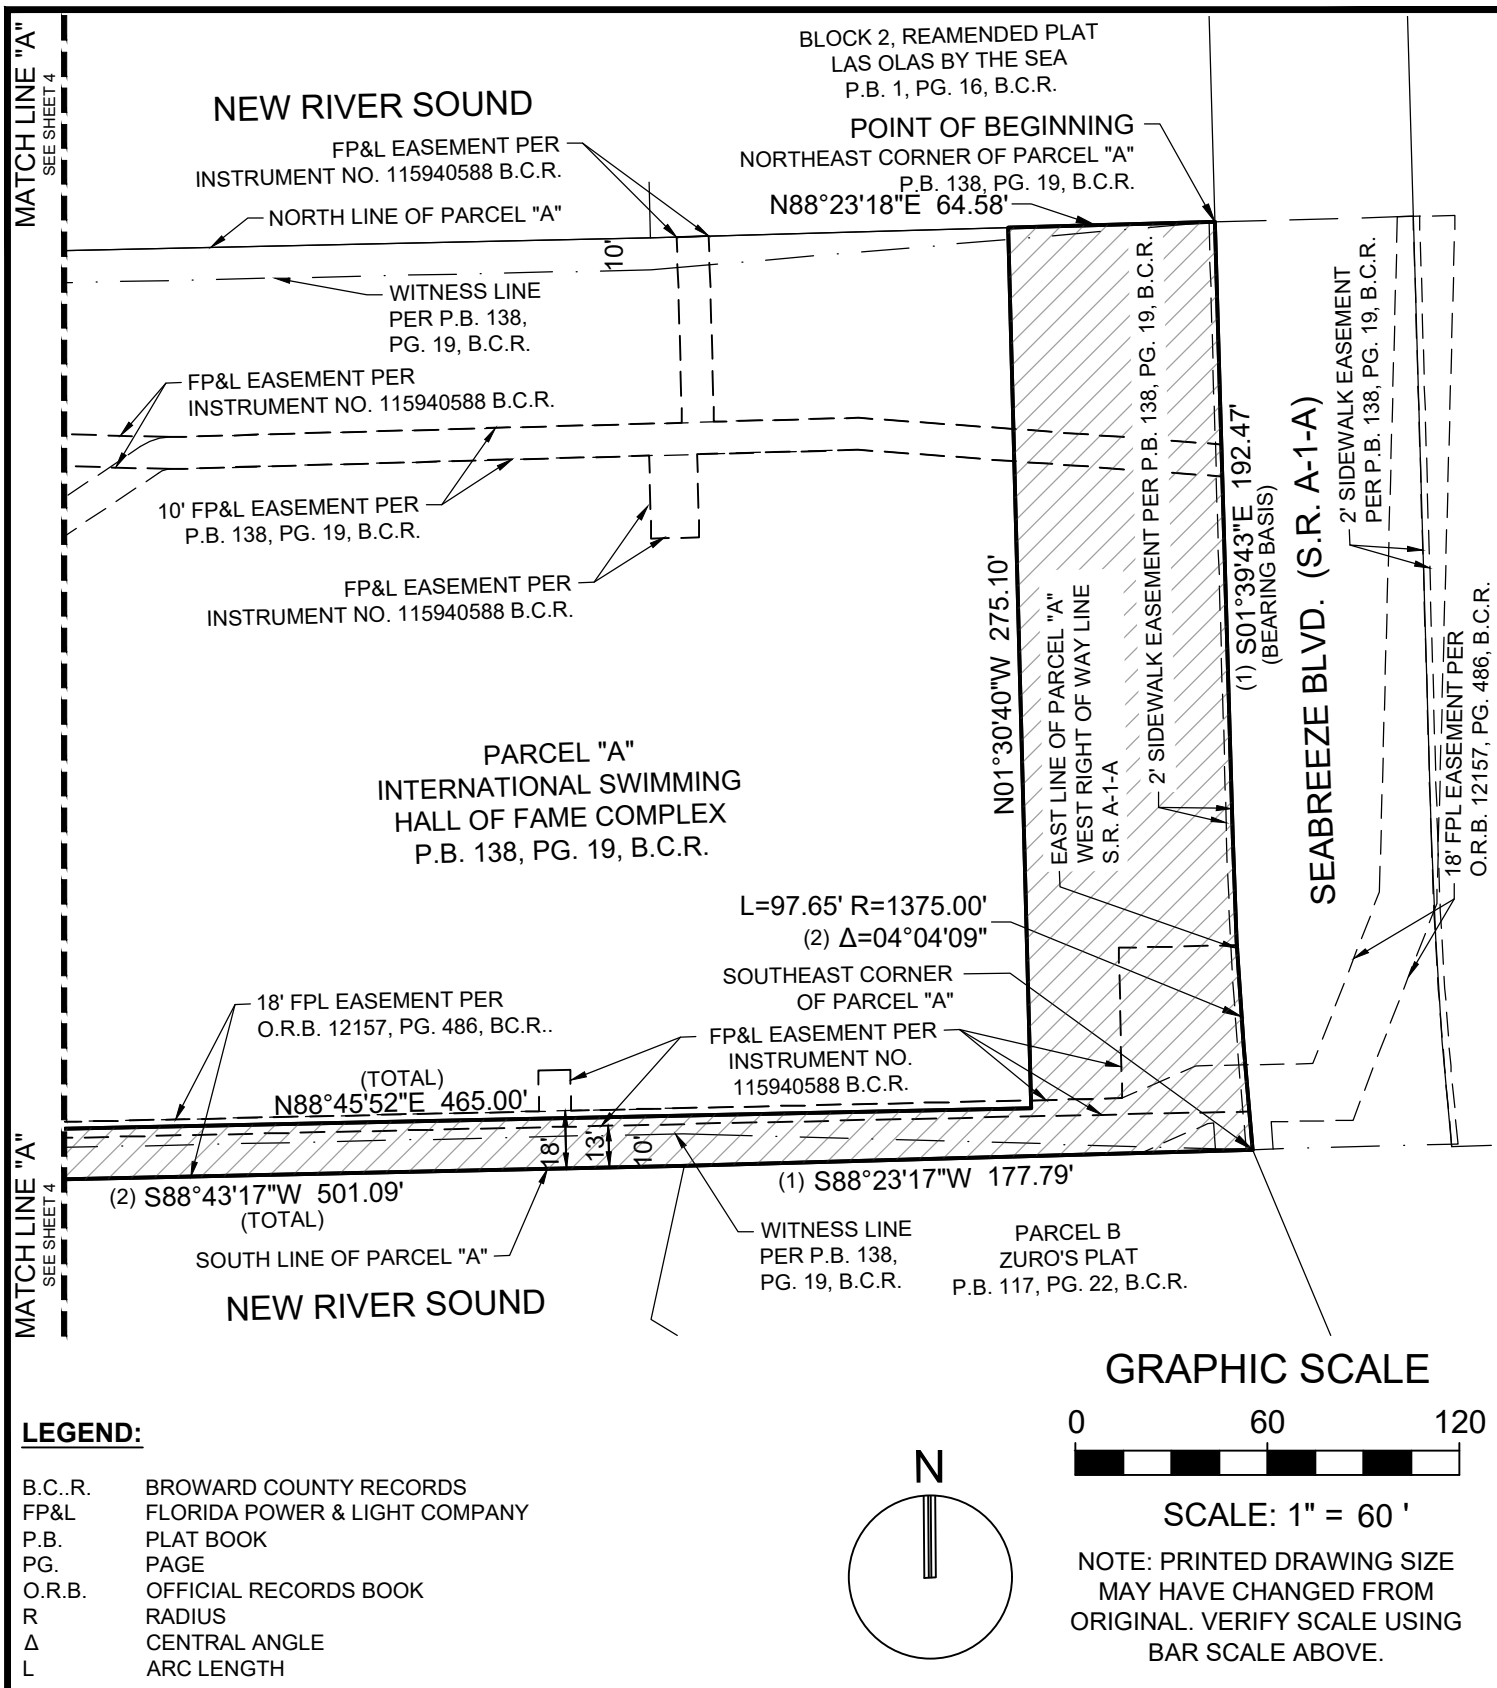 MATCH LINE "A"
SEE SHEET 4
NEW RIVER SOUND
BLOCK 2, REAMENDED PLAT
LAS OLAS BY THE SEA
P.B. 1, PG. 16, B.C.R.
POINT OF BEGINNING
NORTHEAST CORNER OF PARCEL "A"
P.B. 138, PG. 19, B.C.R.
N88°23'18"E 64.58'
FP&L EASEMENT PER
INSTRUMENT NO. 115940588 B.C.R.
NORTH LINE OF PARCEL "A"
10'
WITNESS LINE
PER P.B. 138,
PG. 19, B.C.R.
FP&L EASEMENT PER
INSTRUMENT NO. 115940588 B.C.R.
10' FP&L EASEMENT PER
P.B. 138, PG. 19, B.C.R.
FP&L EASEMENT PER
INSTRUMENT NO. 115940588 B.C.R.
N01°30'40"W 275.10'
EAST LINE OF PARCEL "A"
WEST RIGHT OF WAY LINE
S.R. A-1-A
2' SIDEWALK EASEMENT PER P.B. 138, PG. 19, B.C.R.
(1) S01°39'43"E 192.47'
(BEARING BASIS)
SEABREEZE BLVD. (S.R. A-1-A)
2' SIDEWALK EASEMENT
PER P.B. 138, PG. 19, B.C.R.
18' FPL EASEMENT PER
O.R.B. 12157, PG. 486, B.C.R.
PARCEL "A"
INTERNATIONAL SWIMMING
HALL OF FAME COMPLEX
P.B. 138, PG. 19, B.C.R.
L=97.65' R=1375.00'
(2) Δ=04°04'09"
SOUTHEAST CORNER
OF PARCEL "A"
18' FPL EASEMENT PER
O.R.B. 12157, PG. 486, BC.R..
FP&L EASEMENT PER
INSTRUMENT NO.
115940588 B.C.R.
(TOTAL)
N88°45'52"E 465.00'
18'
13'
10'
MATCH LINE "A"
SEE SHEET 4
(2) S88°43'17"W 501.09'
(TOTAL)
(1) S88°23'17"W 177.79'
SOUTH LINE OF PARCEL "A"
WITNESS LINE
PER P.B. 138,
PG. 19, B.C.R.
PARCEL B
ZURO'S PLAT
P.B. 117, PG. 22, B.C.R.
NEW RIVER SOUND
GRAPHIC SCALE
0 60 120
SCALE: 1" = 60 '
NOTE: PRINTED DRAWING SIZE
MAY HAVE CHANGED FROM
ORIGINAL. VERIFY SCALE USING
BAR SCALE ABOVE.
N
LEGEND:
B.C..R. BROWARD COUNTY RECORDS
FP&L FLORIDA POWER & LIGHT COMPANY
P.B. PLAT BOOK
PG. PAGE
O.R.B. OFFICIAL RECORDS BOOK
R RADIUS
Δ CENTRAL ANGLE
L ARC LENGTH